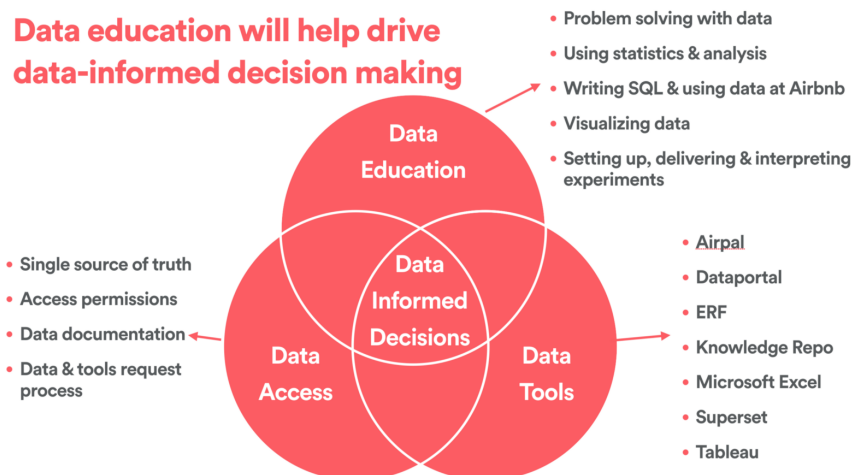 Data education will help drive
data-informed decision making
• Problem solving with data
• Using statistics & analysis
• Writing SQL & using data at Airbnb
• Visualizing data
• Setting up, delivering & interpreting
experiments
Data
Education
Data
Informed
Decisions
• Single source of truth
• Access permissions
• Data documentation
• Data & tools request
process
Data
Access
Data
Tools
• Airpal
• Dataportal
• ERF
• Knowledge Repo
• Microsoft Excel
• Superset
• Tableau